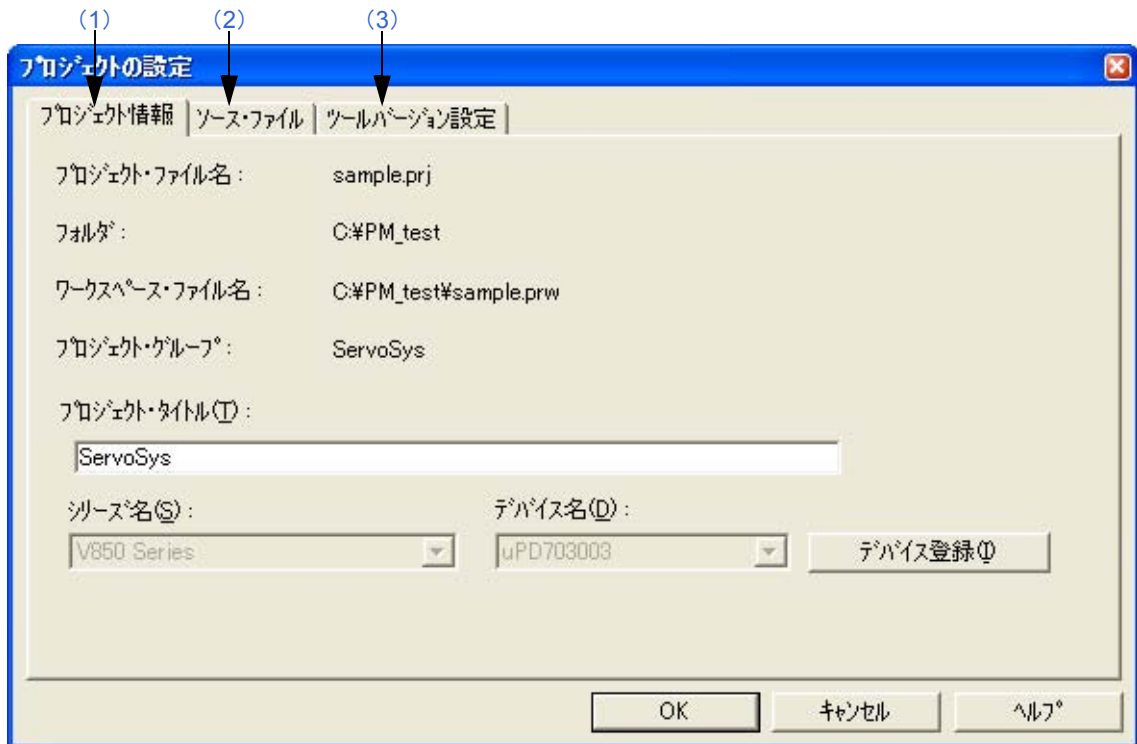 (1) (2) (3)
プロジェクトの設定
プロジェクト情報 ソース・ファイル ツールバージョン設定
プロジェクト・ファイル名： sample.prj
フォルダ： C:¥PM_test
ワークスペース・ファイル名： C:¥PM_test¥sample.prw
プロジェクト・グループ： ServoSys
プロジェクト・タイトル(T)：
ServoSys
シリーズ名(S)： デバイス名(D)：
V850 Series uPD703003 デバイス登録(I)
OK キャンセル ヘルプ